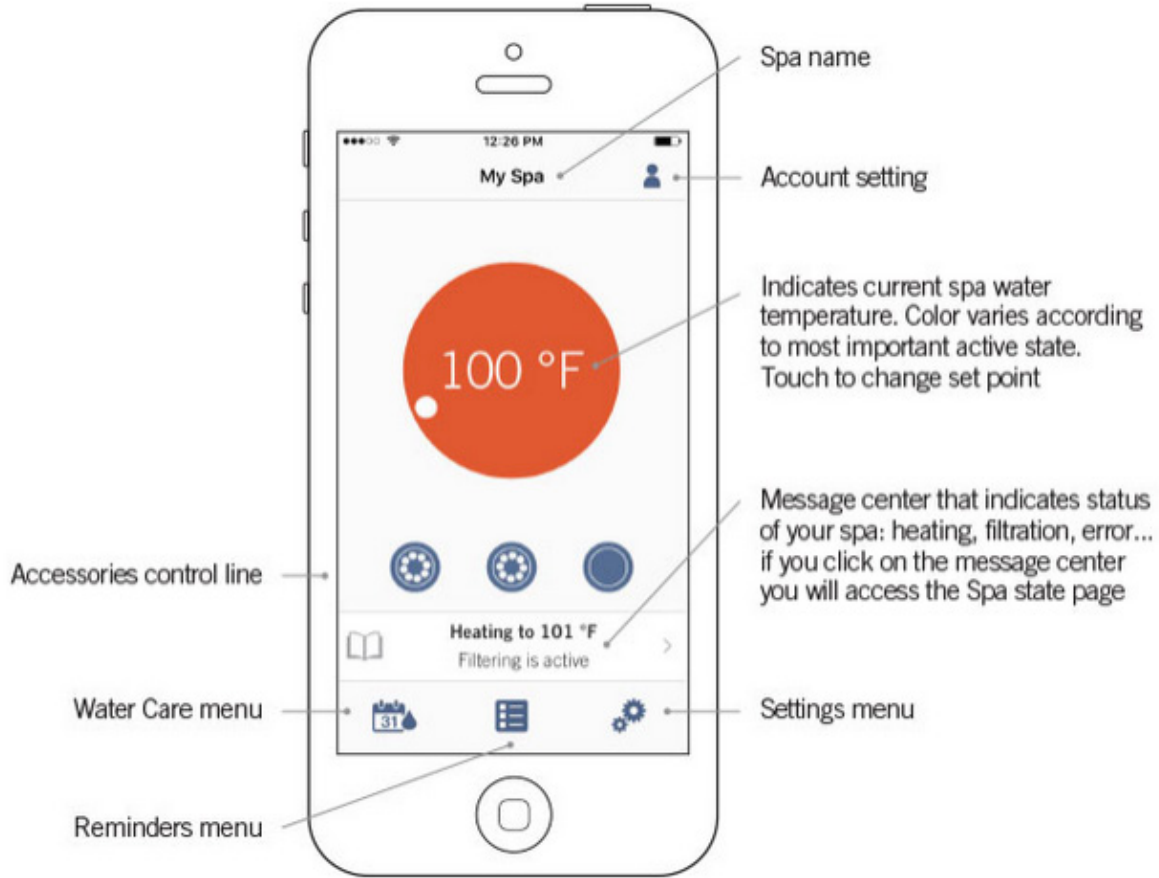 Spa name
12:26 PM
My Spa
Account setting
Indicates current spa water
temperature. Color varies according
to most important active state.
Touch to change set point
100 °F
Message center that indicates status
of your spa: heating, filtration, error...
if you click on the message center
you will access the Spa state page
Accessories control line
Heating to 101 °F
Filtering is active
Water Care menu
31
Settings menu
Reminders menu